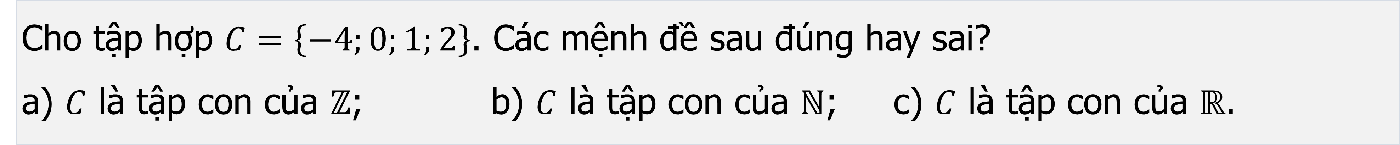 Cho tập hợp C = {−4; 0; 1; 2}. Các mệnh đề sau đúng hay sai?
a) C là tập con của ℤ; b) C là tập con của ℕ; c) C là tập con của ℝ.